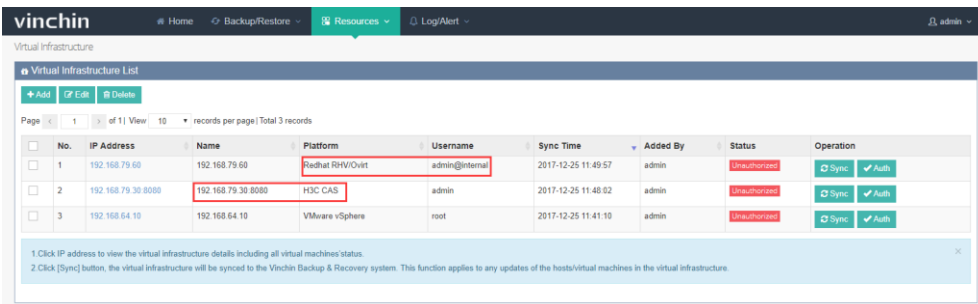 vinchin Home Backup/Restore Resources Log/Alert admin
Virtual Infrastructure
Virtual Infrastructure List
+Add Edit Delete
Page < 1 > of 1| View 10 records per page| Total 3 records
No. IP Address Name Platform Username Sync Time Added By Status Operation
1 192.168.79.60 192.168.79.60 Redhat RHV/Ovirt admin@internal 2017-12-25 11:49:57 admin Unauthorized Sync Auth
2 192.168.79.30:8080 192.168.79.30:8080 H3C CAS admin 2017-12-25 11:48:02 admin Unauthorized Sync Auth
3 192.168.64.10 192.168.64.10 VMware vSphere root 2017-12-25 11:41:10 admin Unauthorized Sync Auth
1.Click IP address to view the virtual infrastructure details including all virtual machines'status.
2.Click [Sync] button, the virtual infrastructure will be synced to the Vinchin Backup & Recovery system. This function applies to any updates of the hosts/virtual machines in the virtual infrastructure.